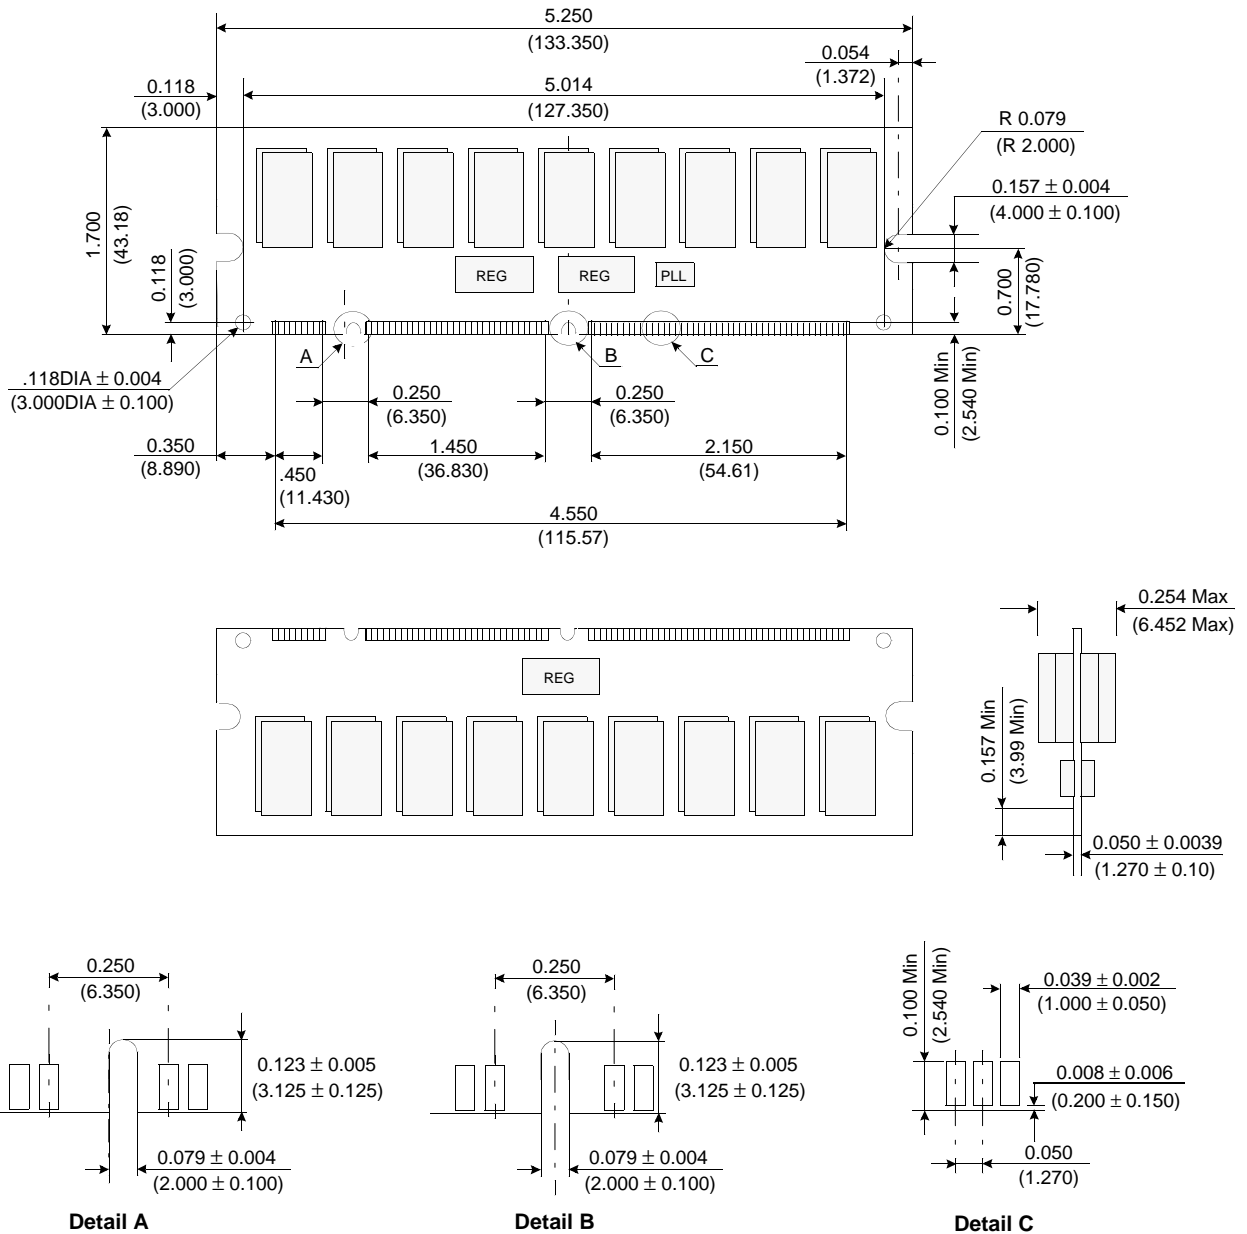 5.250
(133.350)
0.054
(1.372)
0.118
(3.000)
5.014
(127.350)
R 0.079
(R 2.000)
0.157 ± 0.004
(4.000 ± 0.100)
1.700
(43.18)
0.118
(3.000)
REG
REG
PLL
0.700
(17.780)
A
B
C
.118DIA ± 0.004
(3.000DIA ± 0.100)
0.250
(6.350)
0.250
(6.350)
0.100 Min
(2.540 Min)
0.350
(8.890)
.450
(11.430)
1.450
(36.830)
2.150
(54.61)
4.550
(115.57)
0.254 Max
(6.452 Max)
REG
0.157 Min
(3.99 Min)
0.050 ± 0.0039
(1.270 ± 0.10)
0.250
(6.350)
0.123 ± 0.005
(3.125 ± 0.125)
0.079 ± 0.004
(2.000 ± 0.100)
Detail A
0.250
(6.350)
0.123 ± 0.005
(3.125 ± 0.125)
0.079 ± 0.004
(2.000 ± 0.100)
Detail B
0.100 Min
(2.540 Min)
0.039 ± 0.002
(1.000 ± 0.050)
0.008 ± 0.006
(0.200 ± 0.150)
0.050
(1.270)
Detail C